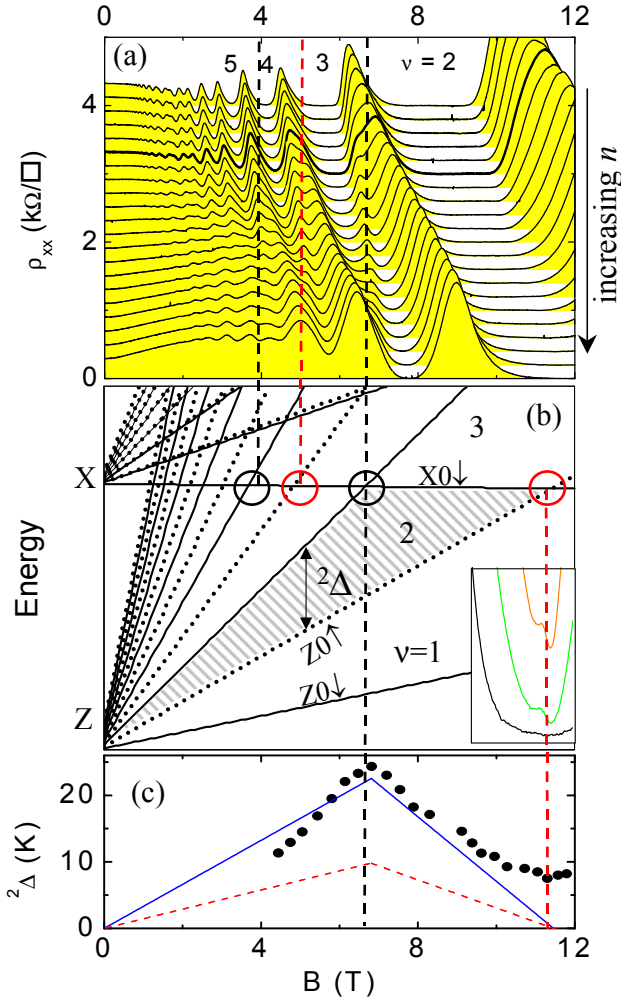 0 4 8 12
(a)
5 4 3 ν = 2
4
2
0
ρxx (kΩ/□)
increasing n
(b)
3
X
X0↓
2
²Δ
Z0↑
ν=1
Z0↓
Z
Energy
(c)
20
10
0
²Δ (K)
0 4 8 12
B (T)